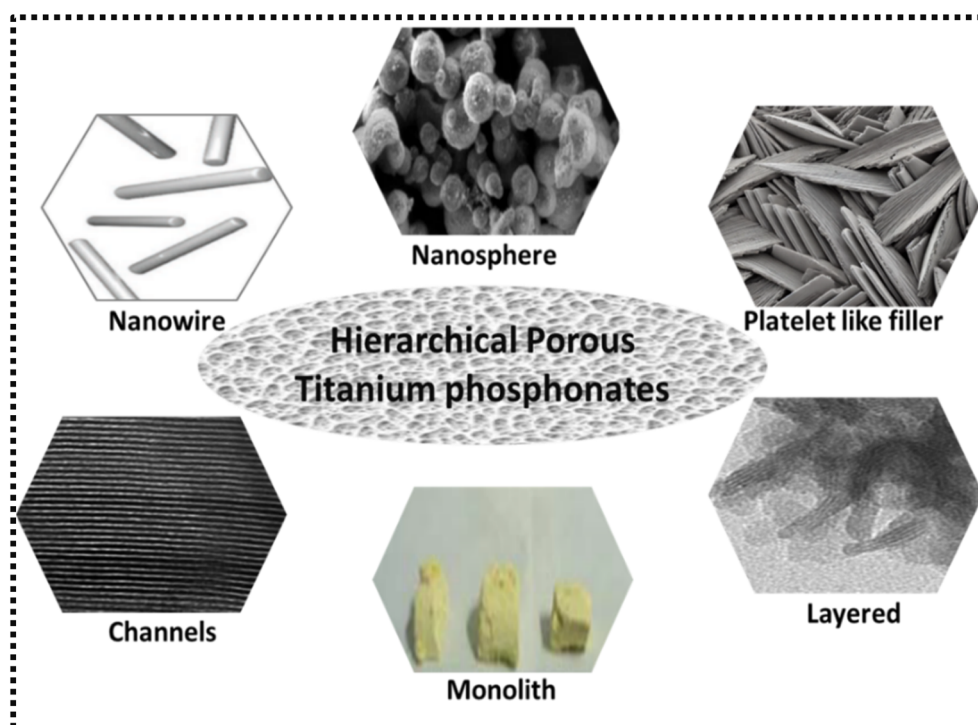 Nanosphere
Nanowire
Platelet like filler
Hierarchical Porous
Titanium phosphonates
Channels
Layered
Monolith